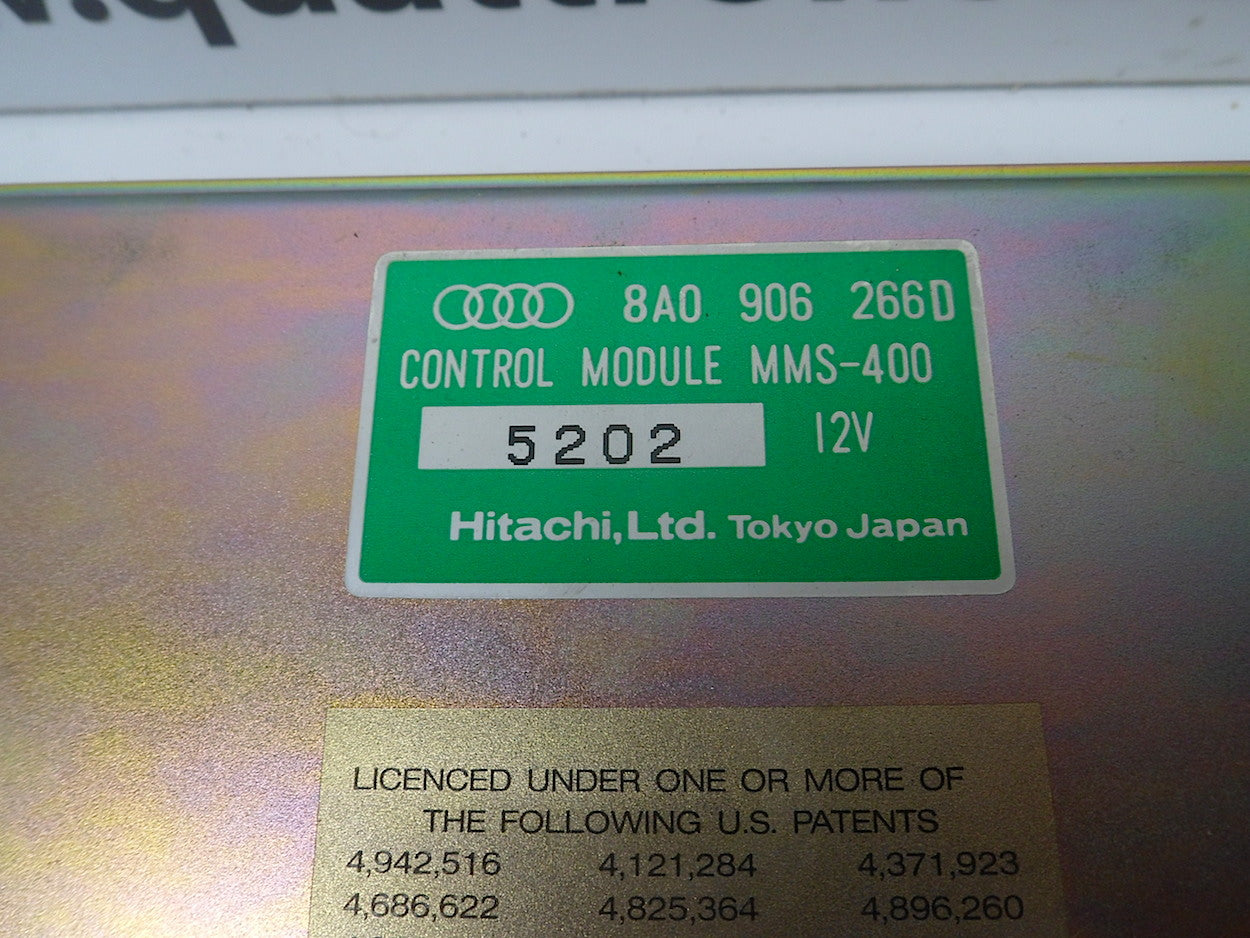 8A0 906 266D
CONTROL MODULE MMS-400
5202 12V
Hitachi,Ltd. Tokyo Japan
LICENCED UNDER ONE OR MORE OF
THE FOLLOWING U.S. PATENTS
4,942,516 4,121,284 4,371,923
4,686,622 4,825,364 4,896,260